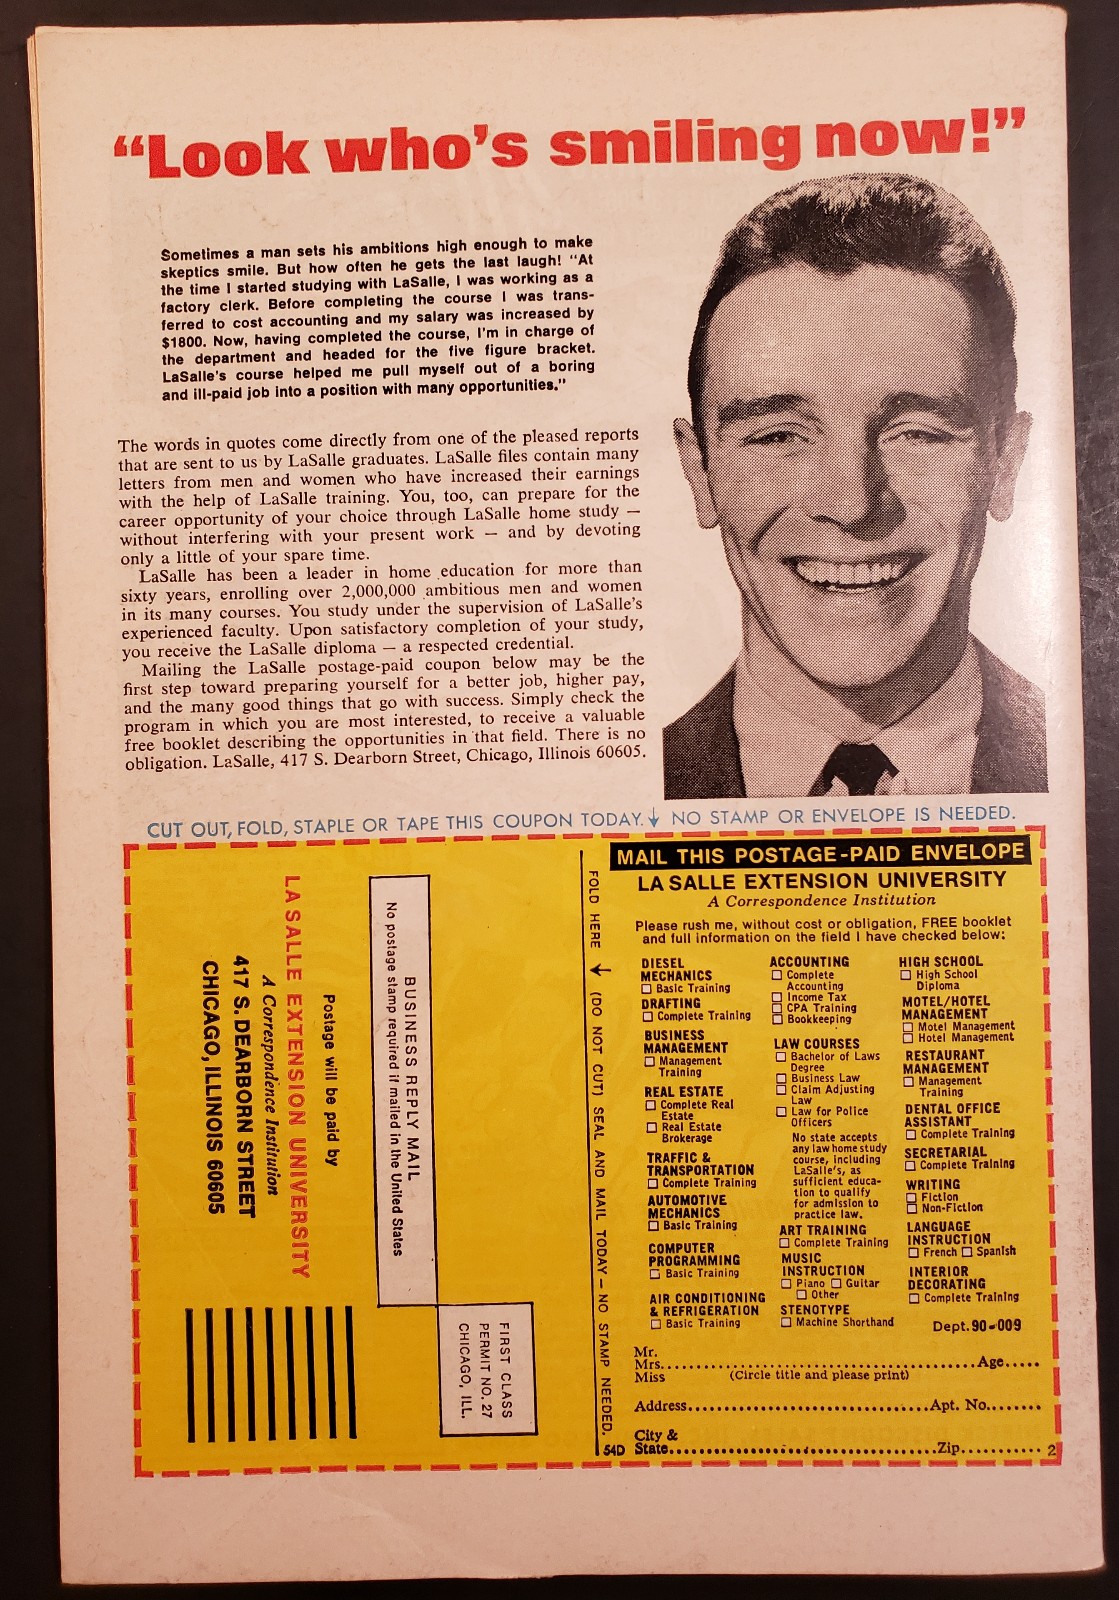 “Look who’s smiling now!”
Sometimes a man sets his ambitions high enough to make
skeptics smile. But how often he gets the last laugh! “At
the time I started studying with LaSalle, I was working as a
factory clerk. Before completing the course I was trans-
ferred to cost accounting and my salary was increased by
$1800. Now, having completed the course, I’m in charge of
the department and headed for the five figure bracket.
LaSalle’s course helped me pull myself out of a boring
and ill-paid job into a position with many opportunities.”
The words in quotes come directly from one of the pleased reports
that are sent to us by LaSalle graduates. LaSalle files contain many
letters from men and women who have increased their earnings
with the help of LaSalle training. You, too, can prepare for the
career opportunity of your choice through LaSalle home study —
without interfering with your present work — and by devoting
only a little of your spare time.
LaSalle has been a leader in home education for more than
sixty years, enrolling over 2,000,000 ambitious men and women
in its many courses. You study under the supervision of LaSalle’s
experienced faculty. Upon satisfactory completion of your study,
you receive the LaSalle diploma — a respected credential.
Mailing the LaSalle postage-paid coupon below may be the
first step toward preparing yourself for a better job, higher pay,
and the many good things that go with success. Simply check the
program in which you are most interested, to receive a valuable
free booklet describing the opportunities in that field. There is no
obligation. LaSalle, 417 S. Dearborn Street, Chicago, Illinois 60605.
CUT OUT, FOLD, STAPLE OR TAPE THIS COUPON TODAY. ↓ NO STAMP OR ENVELOPE IS NEEDED.
FIRST CLASS
PERMIT NO. 27
CHICAGO, ILL.
BUSINESS REPLY MAIL
No postage stamp required if mailed in the United States
Postage will be paid by
LA SALLE EXTENSION UNIVERSITY
A Correspondence Institution
417 S. DEARBORN STREET
CHICAGO, ILLINOIS 60605
FOLD HERE ↓ (DO NOT CUT) SEAL AND MAIL TODAY — NO STAMP NEEDED.
MAIL THIS POSTAGE-PAID ENVELOPE
LA SALLE EXTENSION UNIVERSITY
A Correspondence Institution
Please rush me, without cost or obligation, FREE booklet
and full information on the field I have checked below:
DIESEL
MECHANICS
☐ Basic Training
DRAFTING
☐ Complete Training
BUSINESS
MANAGEMENT
☐ Management
Training
REAL ESTATE
☐ Complete Real
Estate
☐ Real Estate
Brokerage
TRAFFIC &
TRANSPORTATION
☐ Complete Training
AUTOMOTIVE
MECHANICS
☐ Basic Training
COMPUTER
PROGRAMMING
☐ Basic Training
AIR CONDITIONING
& REFRIGERATION
☐ Basic Training
ACCOUNTING
☐ Complete
Accounting
☐ Income Tax
☐ CPA Training
☐ Bookkeeping
LAW COURSES
☐ Bachelor of Laws
Degree
☐ Business Law
☐ Claim Adjusting
Law
☐ Law for Police
Officers
No state accepts
any law home study
course, including
LaSalle’s, as
sufficient educa-
tion to qualify
for admission to
practice law.
ART TRAINING
☐ Complete Training
MUSIC
INSTRUCTION
☐ Piano ☐ Guitar
☐ Other
STENOTYPE
☐ Machine Shorthand
HIGH SCHOOL
☐ High School
Diploma
MOTEL/HOTEL
MANAGEMENT
☐ Motel Management
☐ Hotel Management
RESTAURANT
MANAGEMENT
☐ Management
Training
DENTAL OFFICE
ASSISTANT
☐ Complete Training
SECRETARIAL
☐ Complete Training
WRITING
☐ Fiction
☐ Non-Fiction
LANGUAGE
INSTRUCTION
☐ French ☐ Spanish
INTERIOR
DECORATING
☐ Complete Training
Dept. 90-009
Mr.
Mrs. Age
Miss (Circle title and please print)
Address Apt. No.
City &
State Zip
54D
2